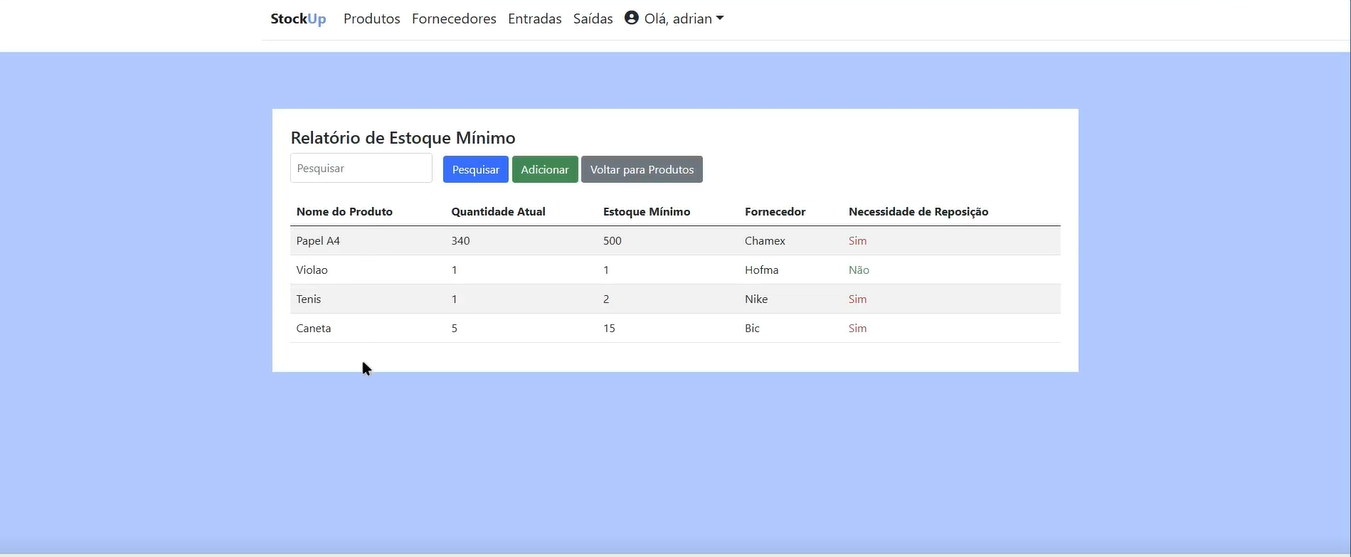 StockUp Produtos Fornecedores Entradas Saídas Olá, adrian
Relatório de Estoque Mínimo
Pesquisar Pesquisar Adicionar Voltar para Produtos
Nome do Produto Quantidade Atual Estoque Mínimo Fornecedor Necessidade de Reposição
Papel A4 340 500 Chamex Sim
Violao 1 1 Hofma Não
Tenis 1 2 Nike Sim
Caneta 5 15 Bic Sim